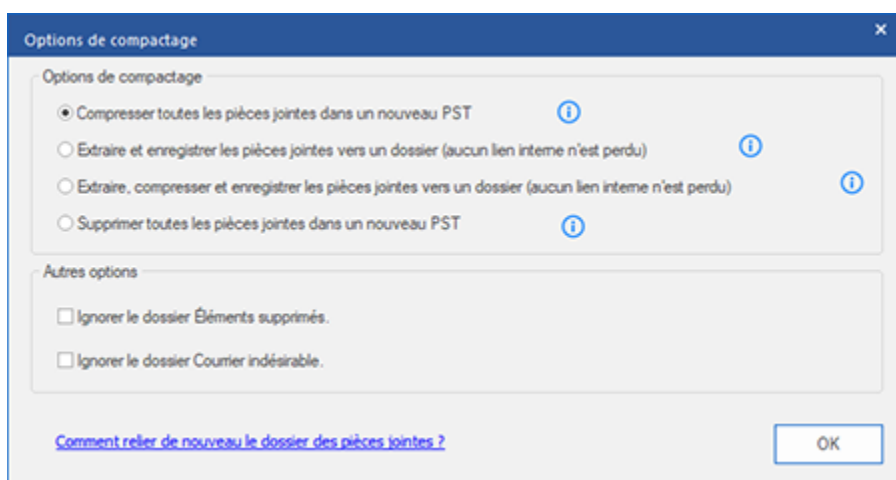 Options de compactage
Options de compactage
Compresser toutes les pièces jointes dans un nouveau PST
Extraire et enregistrer les pièces jointes vers un dossier (aucun lien interne n'est perdu)
Extraire, compresser et enregistrer les pièces jointes vers un dossier (aucun lien interne n'est perdu)
Supprimer toutes les pièces jointes dans un nouveau PST
Autres options
Ignorer le dossier Éléments supprimés.
Ignorer le dossier Courrier indésirable.
Comment relier de nouveau le dossier des pièces jointes ?
OK